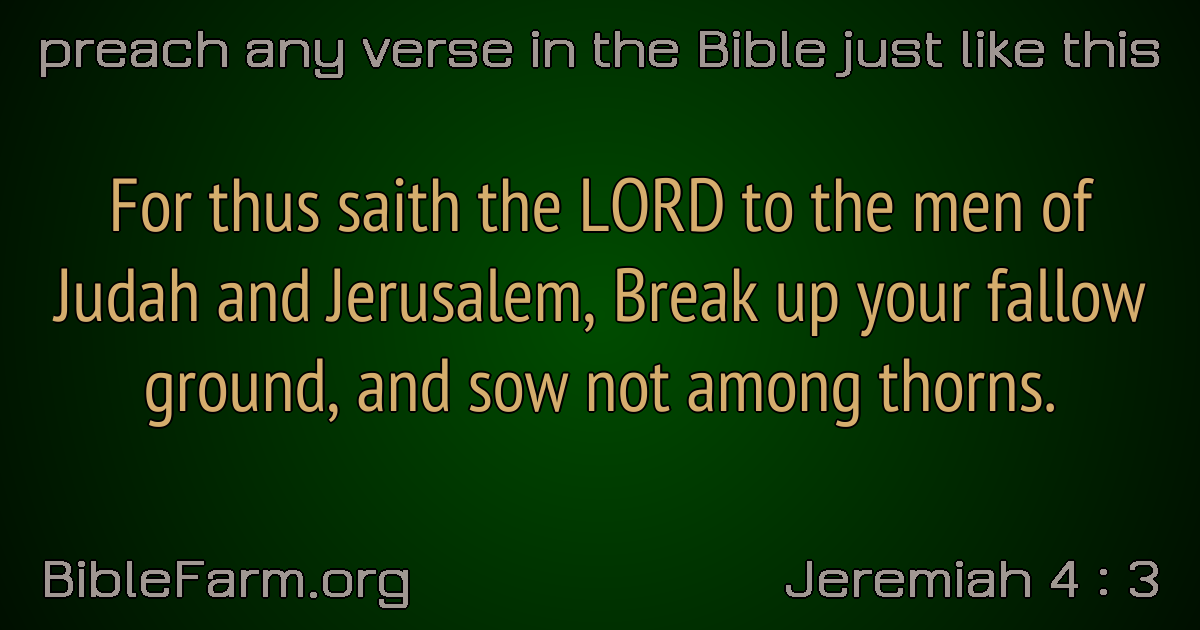 preach any verse in the Bible just like this
For thus saith the LORD to the men of
Judah and Jerusalem, Break up your fallow
ground, and sow not among thorns.
BibleFarm.org
Jeremiah 4 : 3